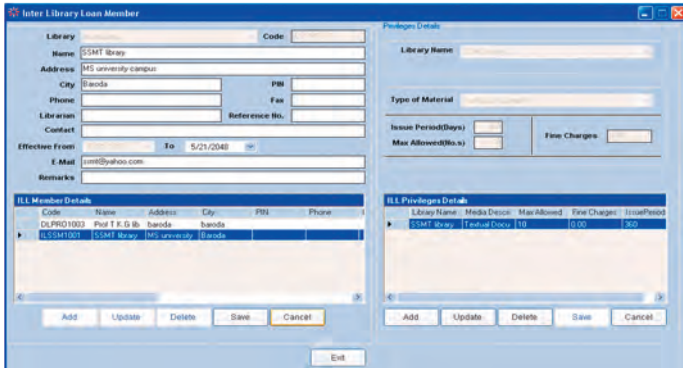 Inter Library Loan Member
Library
Code
Name SSMT library
Address MS university campus
City Baroda PIN
Phone Fax
Librarian Reference No.
Contact
Effective From To 5/21/2048
E-Mail ssmt@yahoo.com
Remarks
Privileges Details
Library Name
Type of Material
Issue Period(Days)
Max Allowed(No.s)
Fine Charges
ILL Member Details
Code Name Address City PIN Phone
DLPRO1003 Prof T K.G lib baroda baroda
ILSSM1001 SSMT library MS university Baroda
Add Update Delete Save Cancel
ILL Privileges Details
Library Name Media Descri Max Allowed Fine Charges IssuePeriod
SSMT library Textual Docu 10 0.00 360
Add Update Delete Save Cancel
Exit